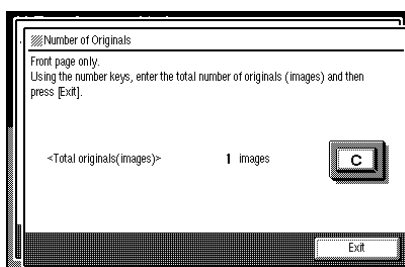 Number of Originals
Front page only.
Using the number keys, enter the total number of originals (images) and then
press [Exit].
<Total originals(images)> 1 images
C
Exit